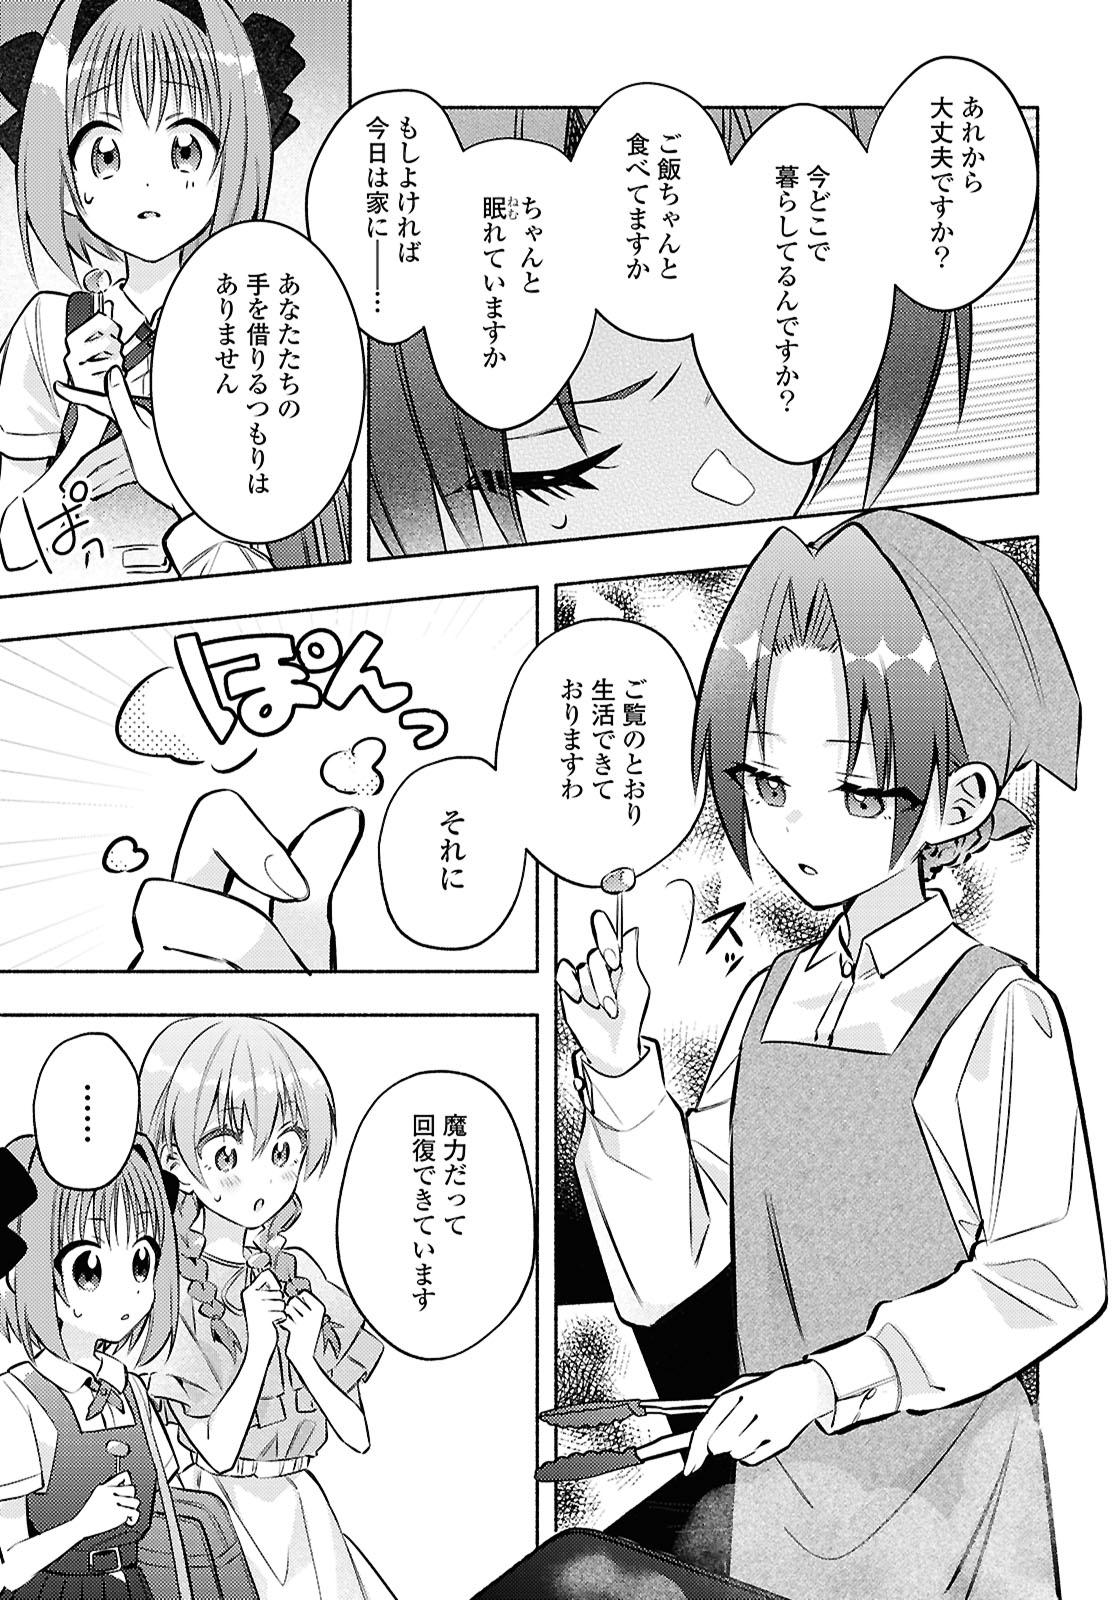 あれから
大丈夫ですか？
今どこで
暮らしてるんですか？
ご飯ちゃんと
食べてますか
ちゃんと
眠れていますか
ねむ
もしよければ
今日は家に――…
あなたたちの
手を借りるつもりは
ありません
ぱっ
ご覧のとおり
生活できて
おりますわ
ズ
それに
ぽんっ
魔力だって
回復できています
……